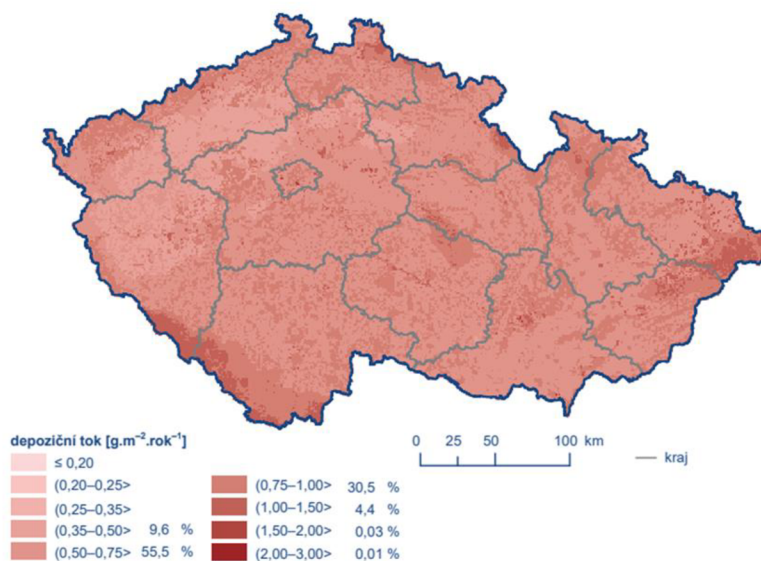 depoziční tok [g.m⁻².rok⁻¹]
≤ 0,20
(0,20–0,25>
(0,25–0,35>
(0,35–0,50> 9,6 %
(0,50–0,75> 55,5 %
(0,75–1,00> 30,5 %
(1,00–1,50> 4,4 %
(1,50–2,00> 0,03 %
(2,00–3,00> 0,01 %
0 25 50 100 km
kraj